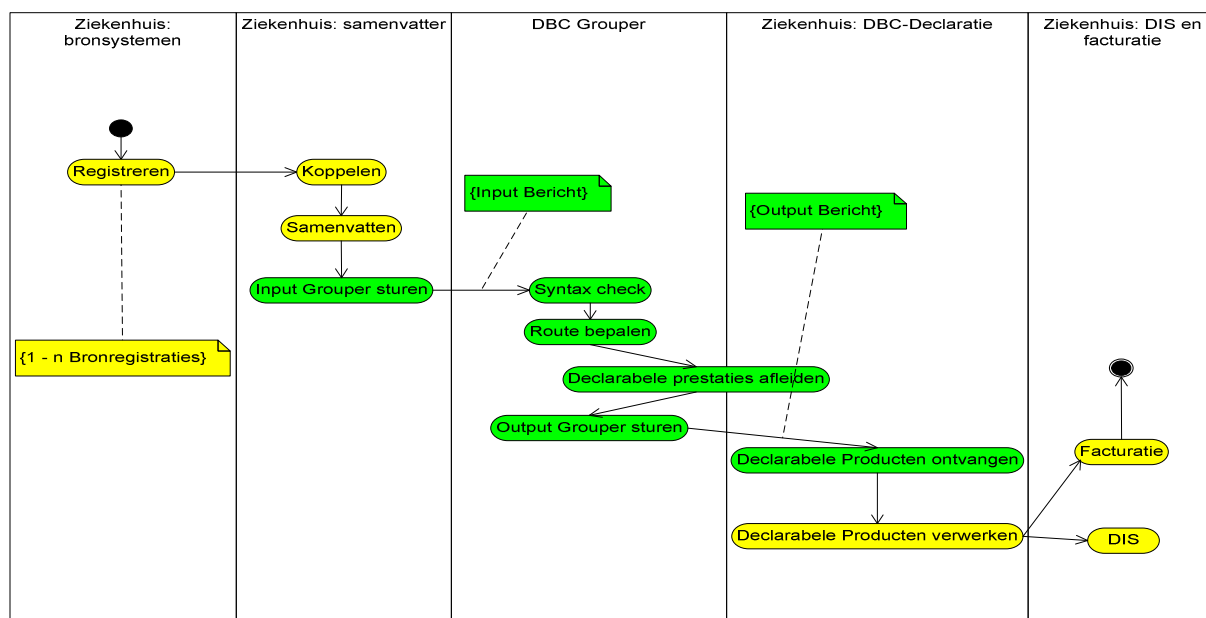 Ziekenhuis:
bronsystemen
Ziekenhuis: samenvatter
DBC Grouper
Ziekenhuis: DBC-Declaratie
Ziekenhuis: DIS en
facturatie
Registreren
Koppelen
{Input Bericht}
{Output Bericht}
Samenvatten
Input Grouper sturen
Syntax check
Route bepalen
{1 - n Bronregistraties}
Declarabele prestaties afleiden
Output Grouper sturen
Declarabele Producten ontvangen
Facturatie
Declarabele Producten verwerken
DIS